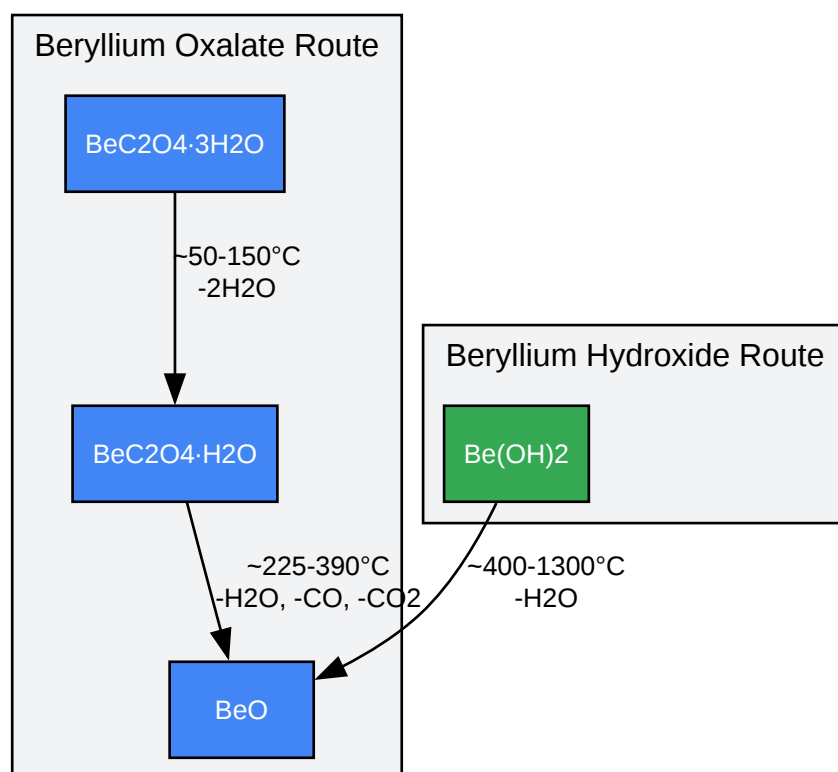 Beryllium Oxalate Route
BeC2O4·3H2O
~50-150°C
-2H2O
Beryllium Hydroxide Route
BeC2O4·H2O
Be(OH)2
~225-390°C
-H2O, -CO, -CO2
~400-1300°C
-H2O
BeO